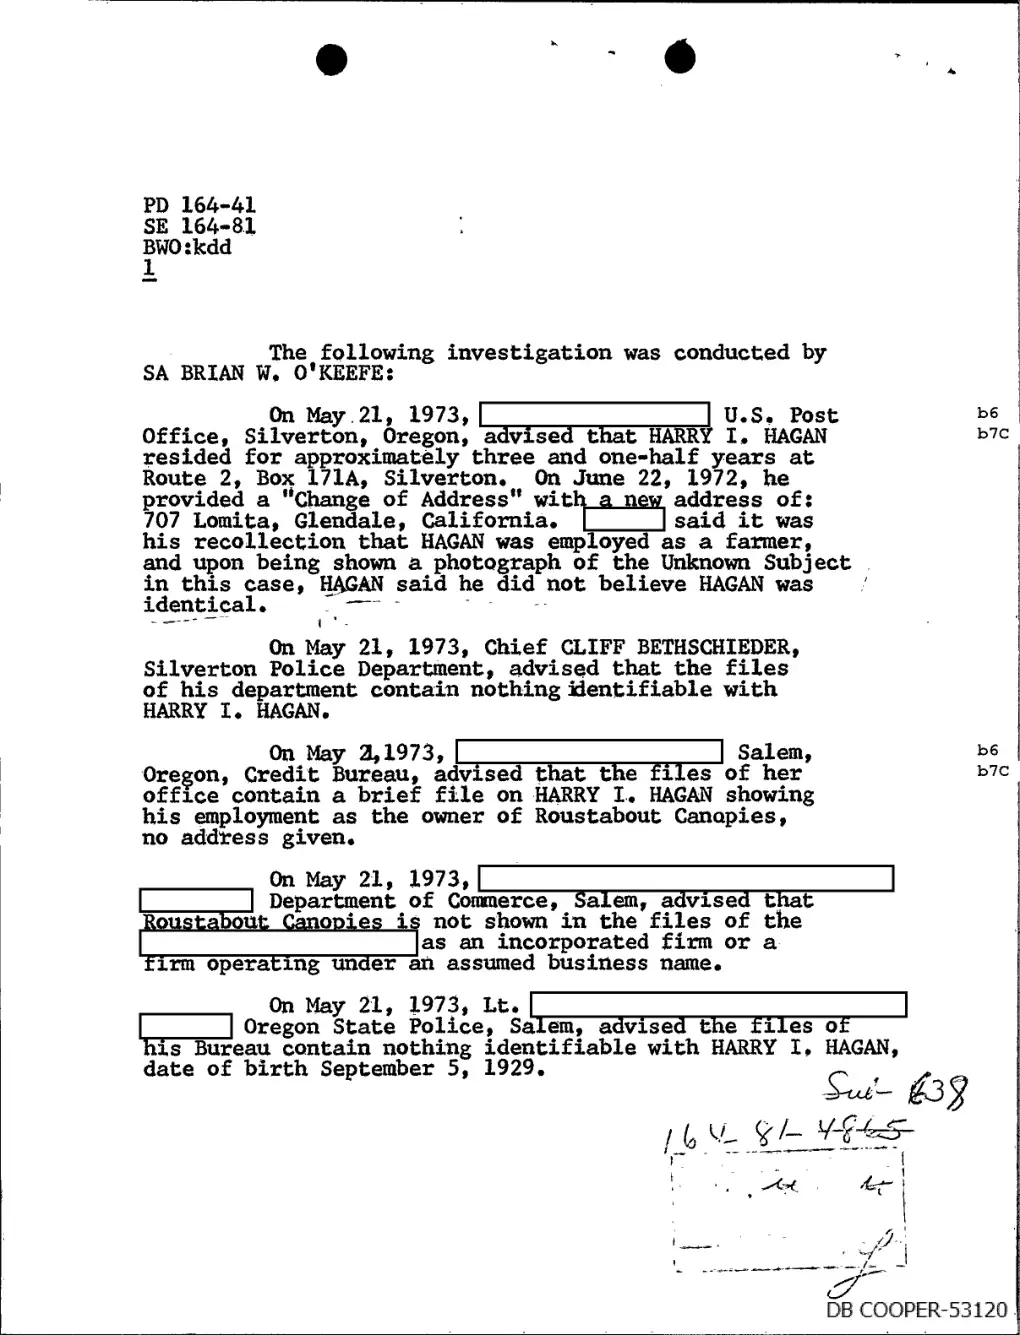 PD 164-41
SE 164-81
BWO:kdd
1
The following investigation was conducted by
SA BRIAN W. O'KEEFE:
On May 21, 1973, U.S. Post
b6
Office, Silverton, Oregon, advised that HARRY I. HAGAN
b7C
resided for approximately three and one-half years at
Route 2, Box 171A, Silverton. On June 22, 1972, he
provided a "Change of Address" with a new address of:
707 Lomita, Glendale, California. said it was
his recollection that HAGAN was employed as a farmer,
and upon being shown a photograph of the Unknown Subject
in this case, HAGAN said he did not believe HAGAN was
identical.
On May 21, 1973, Chief CLIFF BETHSCHIEDER,
Silverton Police Department, advised that the files
of his department contain nothing identifiable with
HARRY I. HAGAN.
On May 21,1973, Salem,
b6
Oregon, Credit Bureau, advised that the files of her
b7C
office contain a brief file on HARRY I. HAGAN showing
his employment as the owner of Roustabout Canopies,
no address given.
On May 21, 1973,
Department of Commerce, Salem, advised that
Roustabout Canopies is not shown in the files of the
as an incorporated firm or a
firm operating under an assumed business name.
On May 21, 1973, Lt.
Oregon State Police, Salem, advised the files of
his Bureau contain nothing identifiable with HARRY I. HAGAN,
date of birth September 5, 1929.
638
164-81-4865
DB COOPER-53120